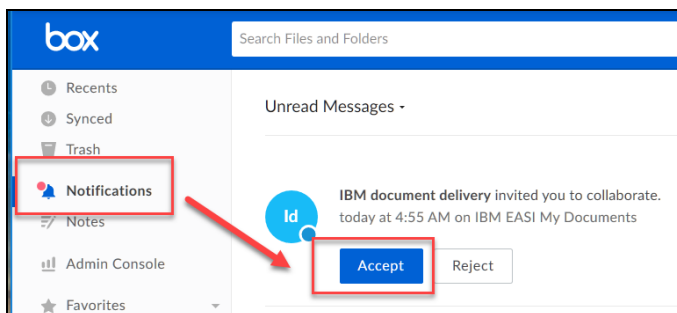 box
Search Files and Folders
Recents
Synced
Trash
Notifications
Notes
Admin Console
Favorites
Unread Messages
Id
IBM document delivery invited you to collaborate.
today at 4:55 AM on IBM EASI My Documents
Accept Reject